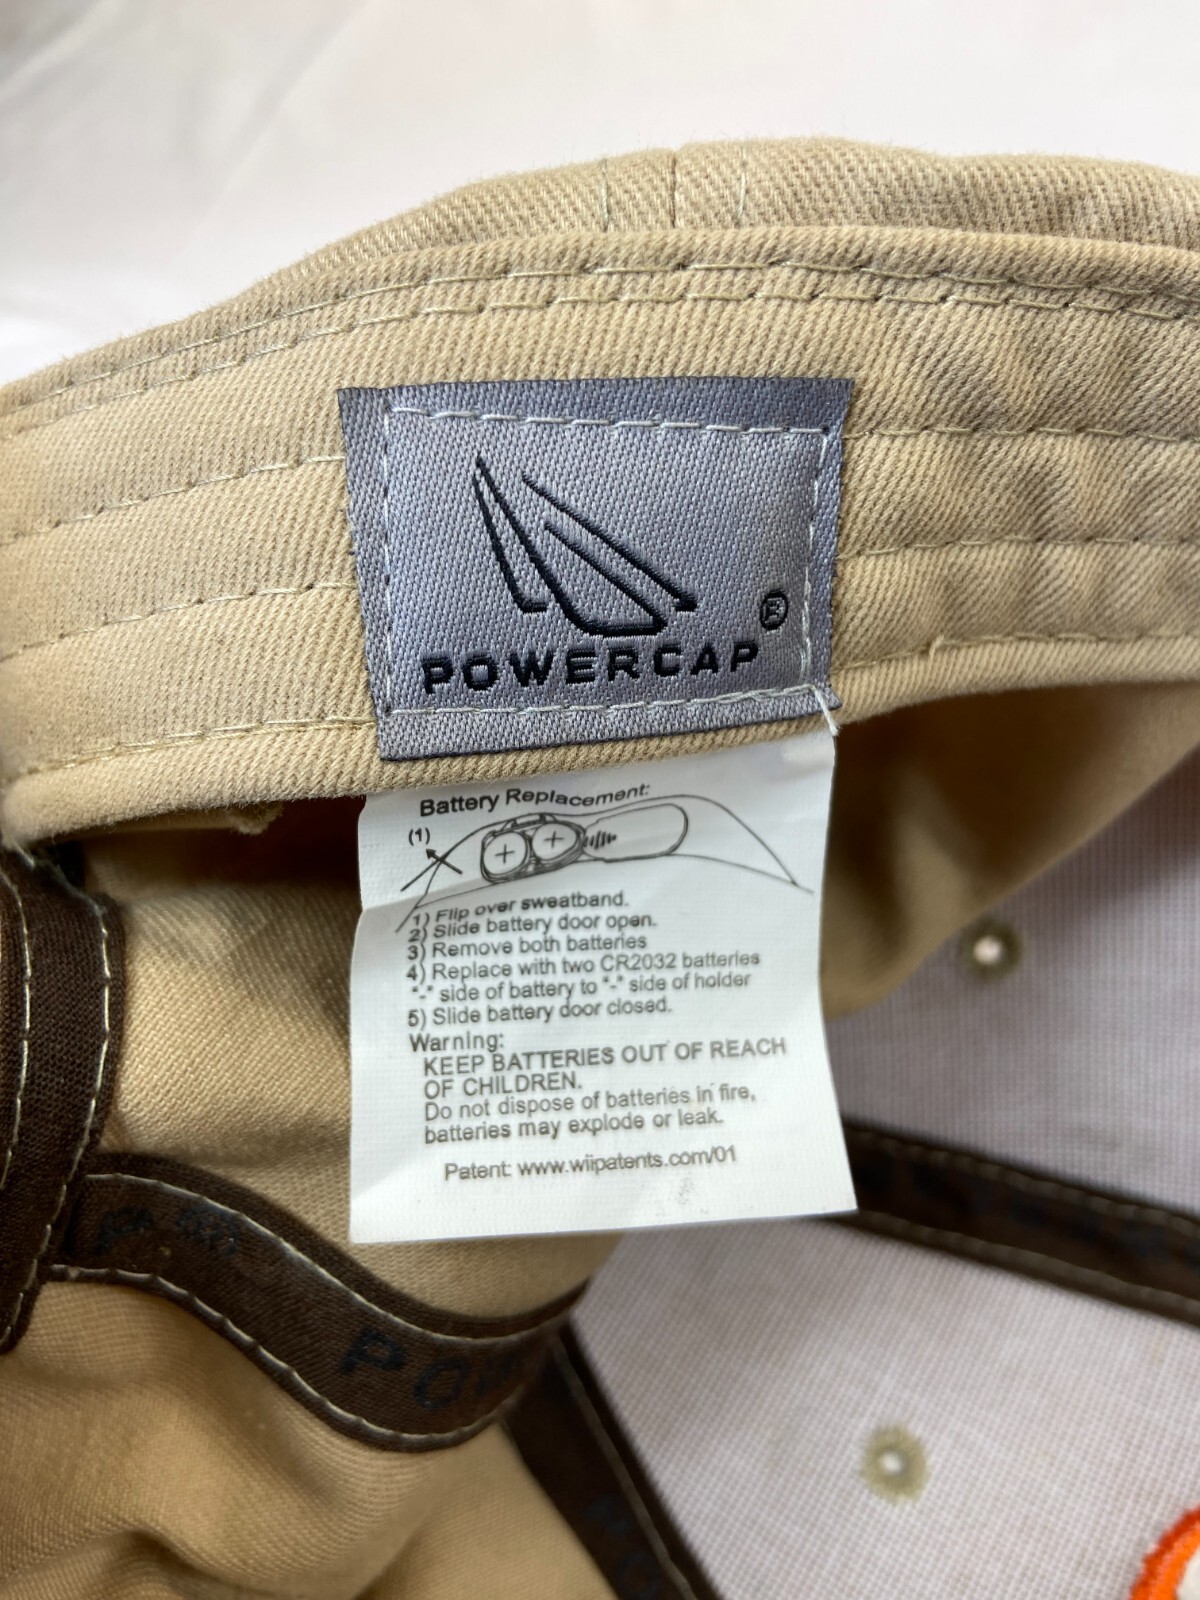 ®
POWERCAP
Battery Replacement:
(1)
+ +
1) Flip over sweatband.
2) Slide battery door open.
3) Remove both batteries
4) Replace with two CR2032 batteries
"-" side of battery to "-" side of holder
5) Slide battery door closed.
Warning:
KEEP BATTERIES OUT OF REACH
OF CHILDREN.
Do not dispose of batteries in fire,
batteries may explode or leak.
Patent: www.wiipatents.com/01